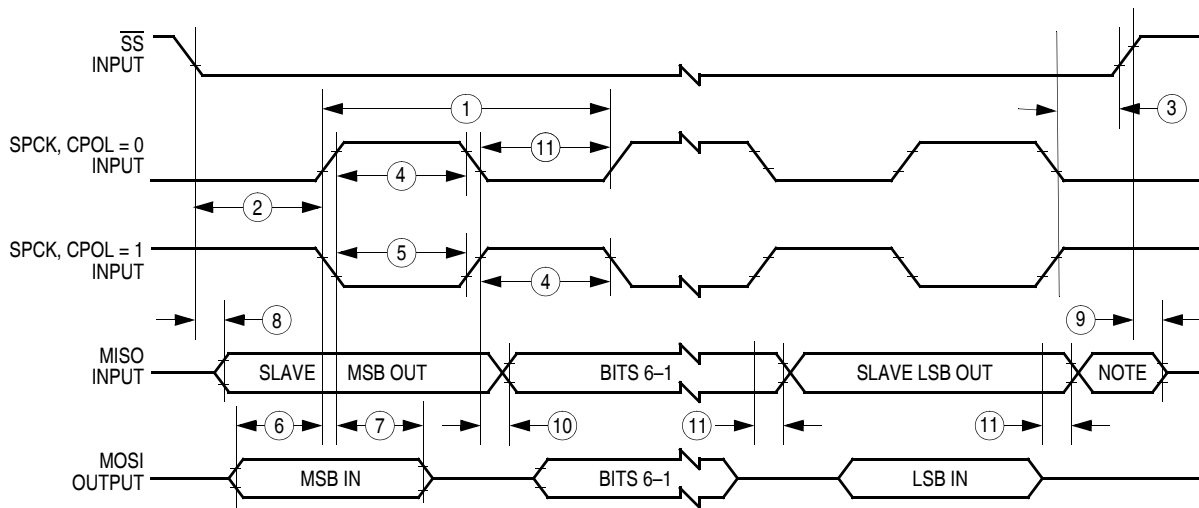 SS
INPUT
1
3
SPCK, CPOL = 0
INPUT
11
4
2
SPCK, CPOL = 1
INPUT
5
4
8
9
MISO
INPUT
SLAVE MSB OUT
BITS 6–1
SLAVE LSB OUT
NOTE
6
7
10
11
11
MOSI
OUTPUT
MSB IN
BITS 6–1
LSB IN